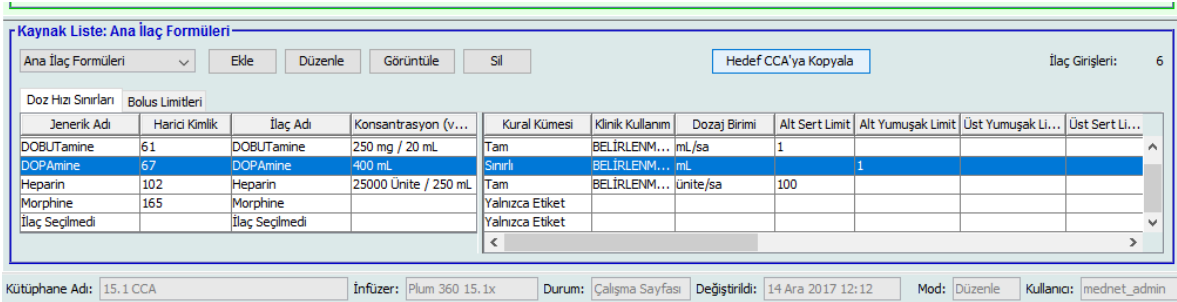 Kaynak Liste: Ana İlaç Formüleri
Ana İlaç Formüleri Ekle Düzenle Görüntüle Sil Hedef CCA'ya Kopyala İlaç Girişleri: 6
Doz Hızı Sınırları Bolus Limitleri
Jenerik Adı Harici Kimlik İlaç Adı Konsantrasyon (v... Kural Kümesi Klinik Kullanım Dozaj Birimi Alt Sert Limit Alt Yumuşak Limit Üst Yumuşak Li... Üst Sert Li...
DOBUTamine 61 DOBUTamine 250 mg / 20 mL Tam BELİRLENM... mL/sa 1
DOPAmine 67 DOPAmine 400 mL Sınırlı BELİRLENM... mL 1
Heparin 102 Heparin 25000 Ünite / 250 mL Tam BELİRLENM... ünite/sa 100
Morphine 165 Morphine Yalnızca Etiket
İlaç Seçilmedi İlaç Seçilmedi Yalnızca Etiket
Kütüphane Adı: 15.1 CCA İnfüzer: Plum 360 15.1x Durum: Çalışma Sayfası Değiştirildi: 14 Ara 2017 12:12 Mod: Düzenle Kullanıcı: mednet_admin